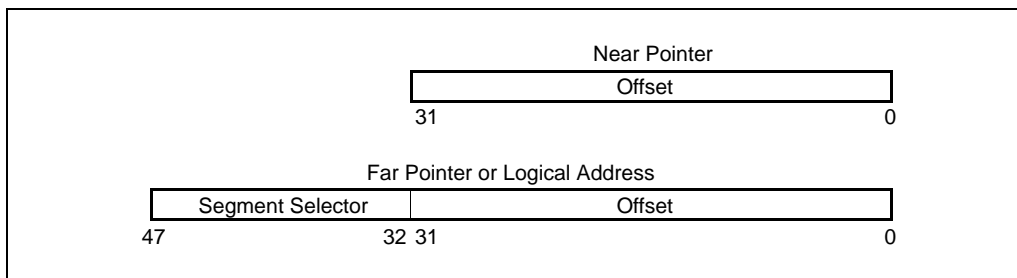 Near Pointer
Offset
31 0
Far Pointer or Logical Address
Segment Selector Offset
47 32 31 0